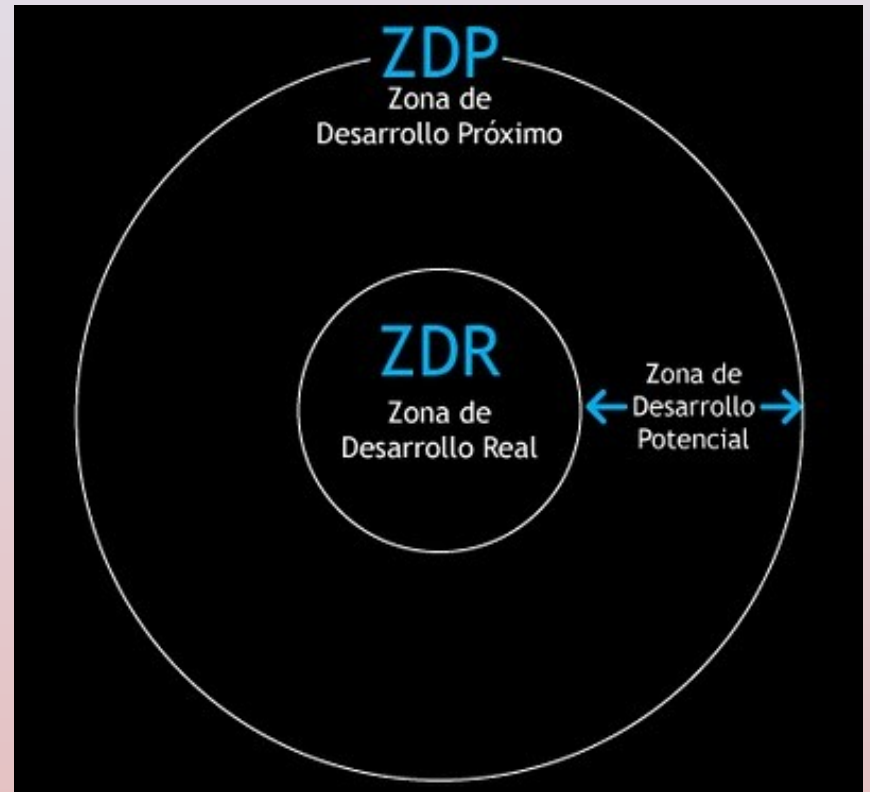 ZDP
Zona de
Desarrollo Próximo
ZDR
Zona de
Desarrollo Real
Zona de
Desarrollo
Potencial